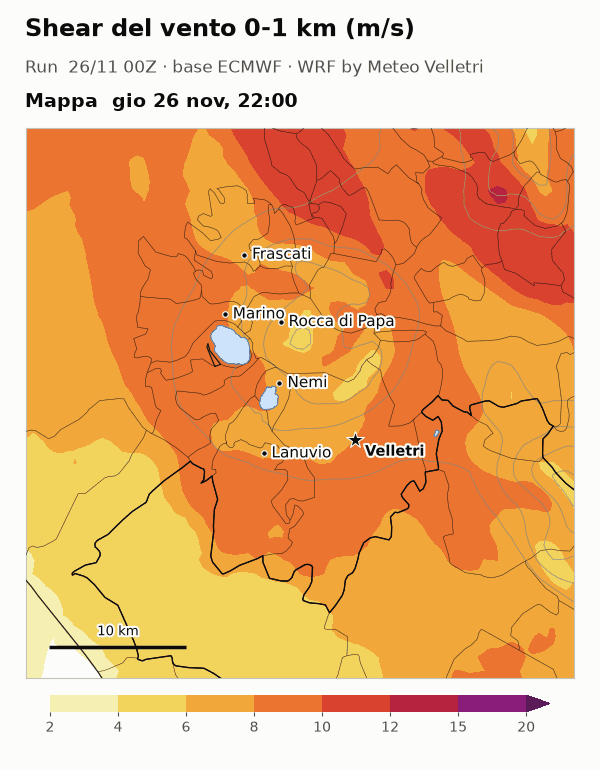 Shear del vento 0-1 km (m/s)
Run  26/11 00Z · base ECMWF · WRF by Meteo Velletri
Mappa  gio 26 nov, 22:00
Frascati
Marino
Rocca di Papa
Nemi
Velletri
Lanuvio
10 km
2 4 6 8 10 12 15 20